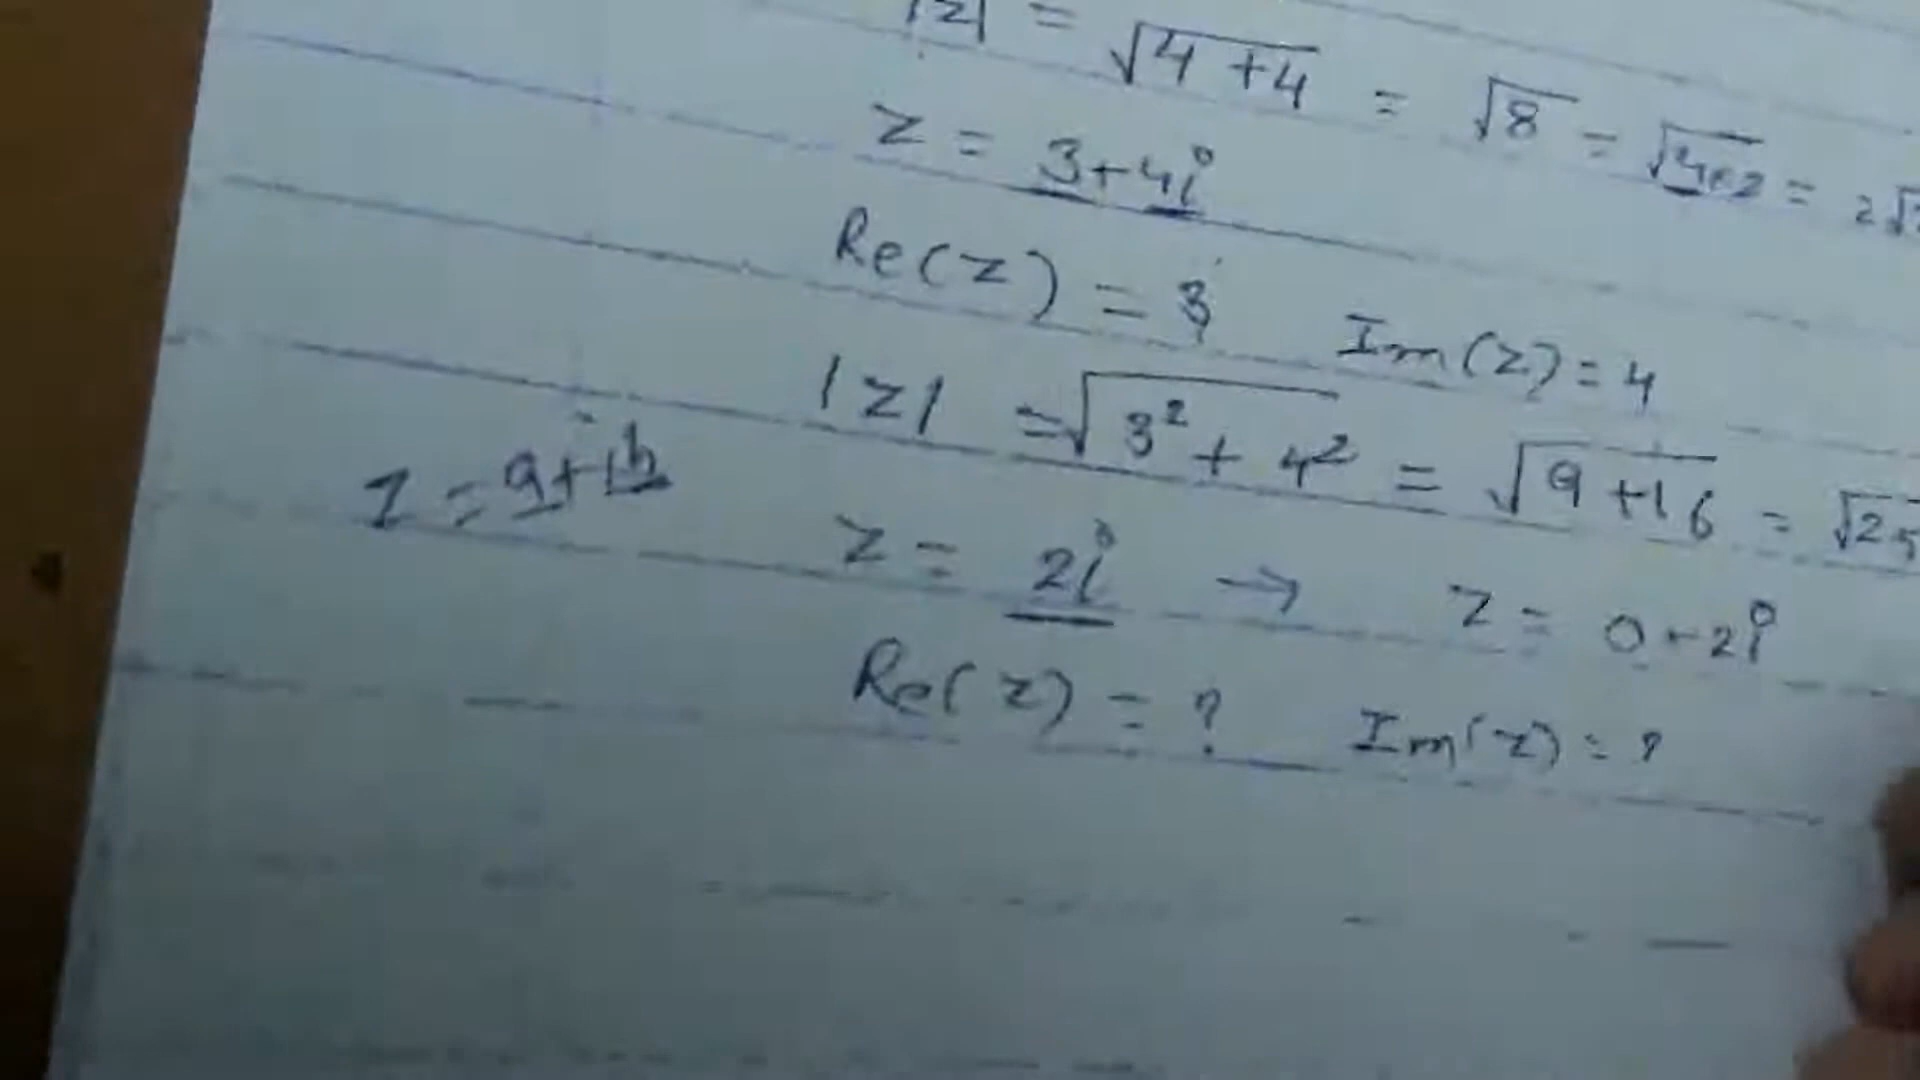 |z| = √4+4 = √8 = √4×2 = 2√2
z = 3+4i
Re(z) = 3 Im(z) = 4
|z| = √3²+4² = √9+16 = √25
z = a+ib
z = 2i → z = 0+2i
Re(z) = ? Im(z) = ?